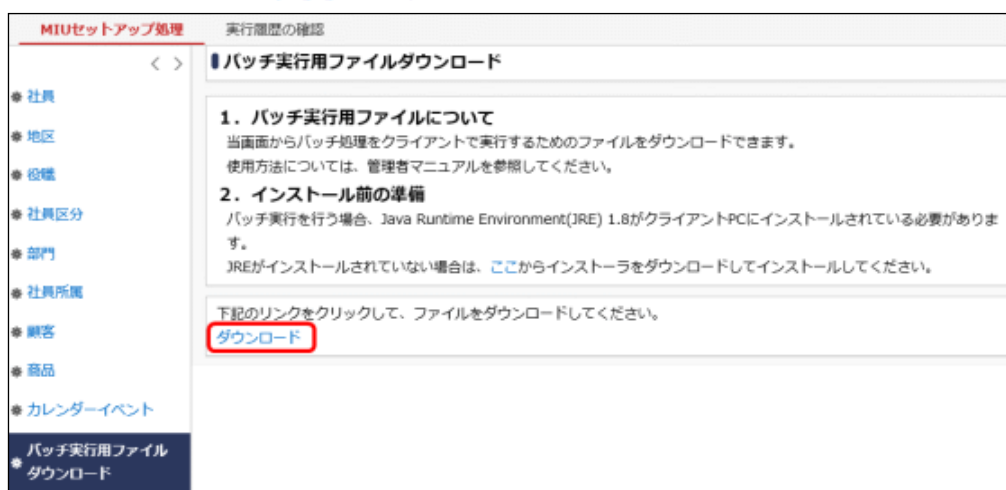 MIUセットアップ処理
実行履歴の確認
< >
社員
地区
役職
社員区分
部門
社員所属
顧客
商品
カレンダーイベント
バッチ実行用ファイル
ダウンロード
バッチ実行用ファイルダウンロード
1. バッチ実行用ファイルについて
当画面からバッチ処理をクライアントで実行するためのファイルをダウンロードできます。
使用方法については、管理者マニュアルを参照してください。
2. インストール前の準備
バッチ実行を行う場合、Java Runtime Environment(JRE) 1.8がクライアントPCにインストールされている必要がありま
す。
JREがインストールされていない場合は、ここからインストーラをダウンロードしてインストールしてください。
下記のリンクをクリックして、ファイルをダウンロードしてください。
ダウンロード